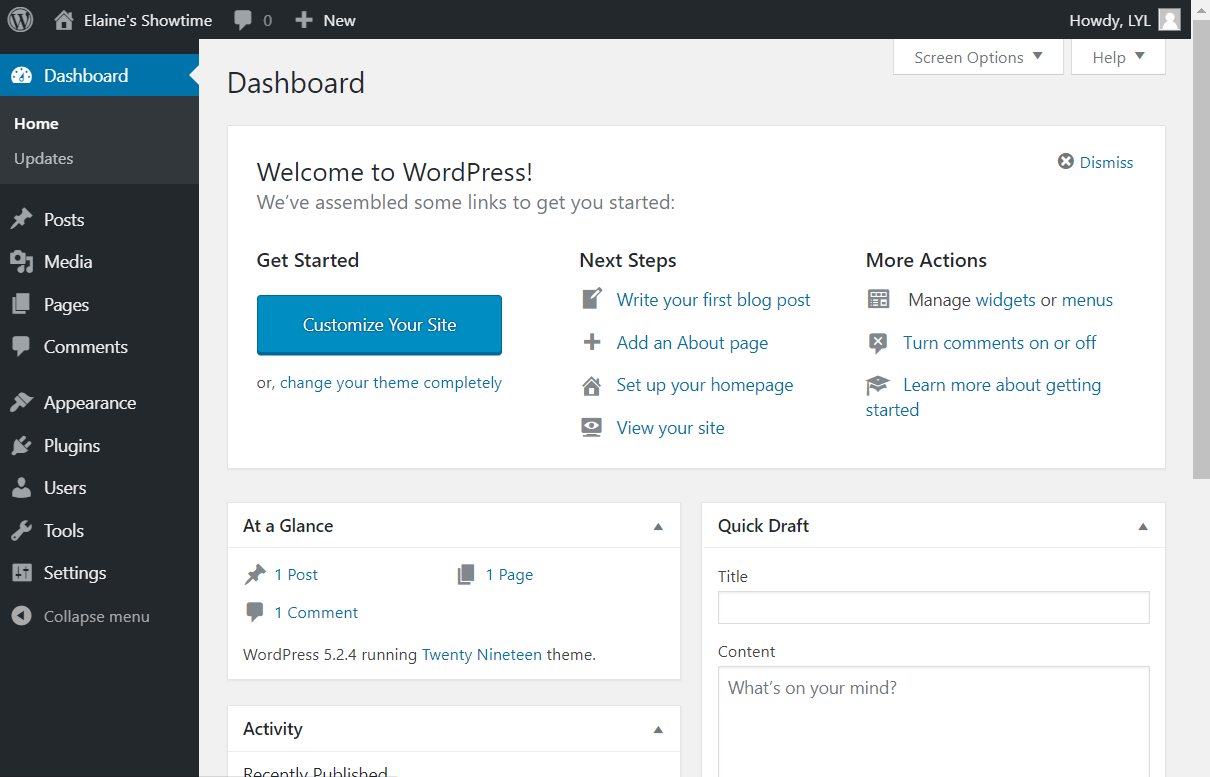 Elaine's Showtime 0 New Howdy, LYL
Screen Options Help
Dashboard
Home
Updates
Posts
Media
Pages
Comments
Appearance
Plugins
Users
Tools
Settings
Collapse menu
Dashboard
Welcome to WordPress!
Dismiss
We’ve assembled some links to get you started:
Get Started
Customize Your Site
or, change your theme completely
Next Steps
Write your first blog post
Add an About page
Set up your homepage
View your site
More Actions
Manage widgets or menus
Turn comments on or off
Learn more about getting
started
At a Glance
1 Post 1 Page
1 Comment
WordPress 5.2.4 running Twenty Nineteen theme.
Activity
Recently Published
Quick Draft
Title
Content
What’s on your mind?